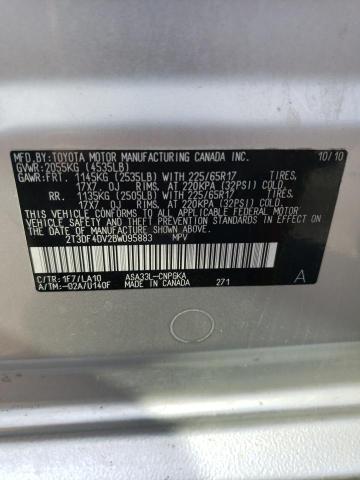 MFD.BY: TOYOTA MOTOR MANUFACTURING CANADA INC. 10/10
GVWR: 2055KG (4535LB)
GAWR: FRT. 1145KG (2535LB) WITH 225/65R17 TIRES,
17X7.0J RIMS, AT 220KPA (32PSI) COLD.
RR. 1135KG (2505LB) WITH 225/65R17 TIRES,
17X7.0J RIMS, AT 220KPA (32PSI) COLD.
THIS VEHICLE CONFORMS TO ALL APPLICABLE
FEDERAL MOTOR VEHICLE SAFETY AND THEFT
PREVENTION STANDARDS IN EFFECT ON THE
DATE OF MANUFACTURE SHOWN ABOVE.
2T3DF4DV2BW095883 MPV
C/TR: 1F7/LA10 ASA33L-CNPGKA
A/TM: -02A/U140F MADE IN CANADA 271 A